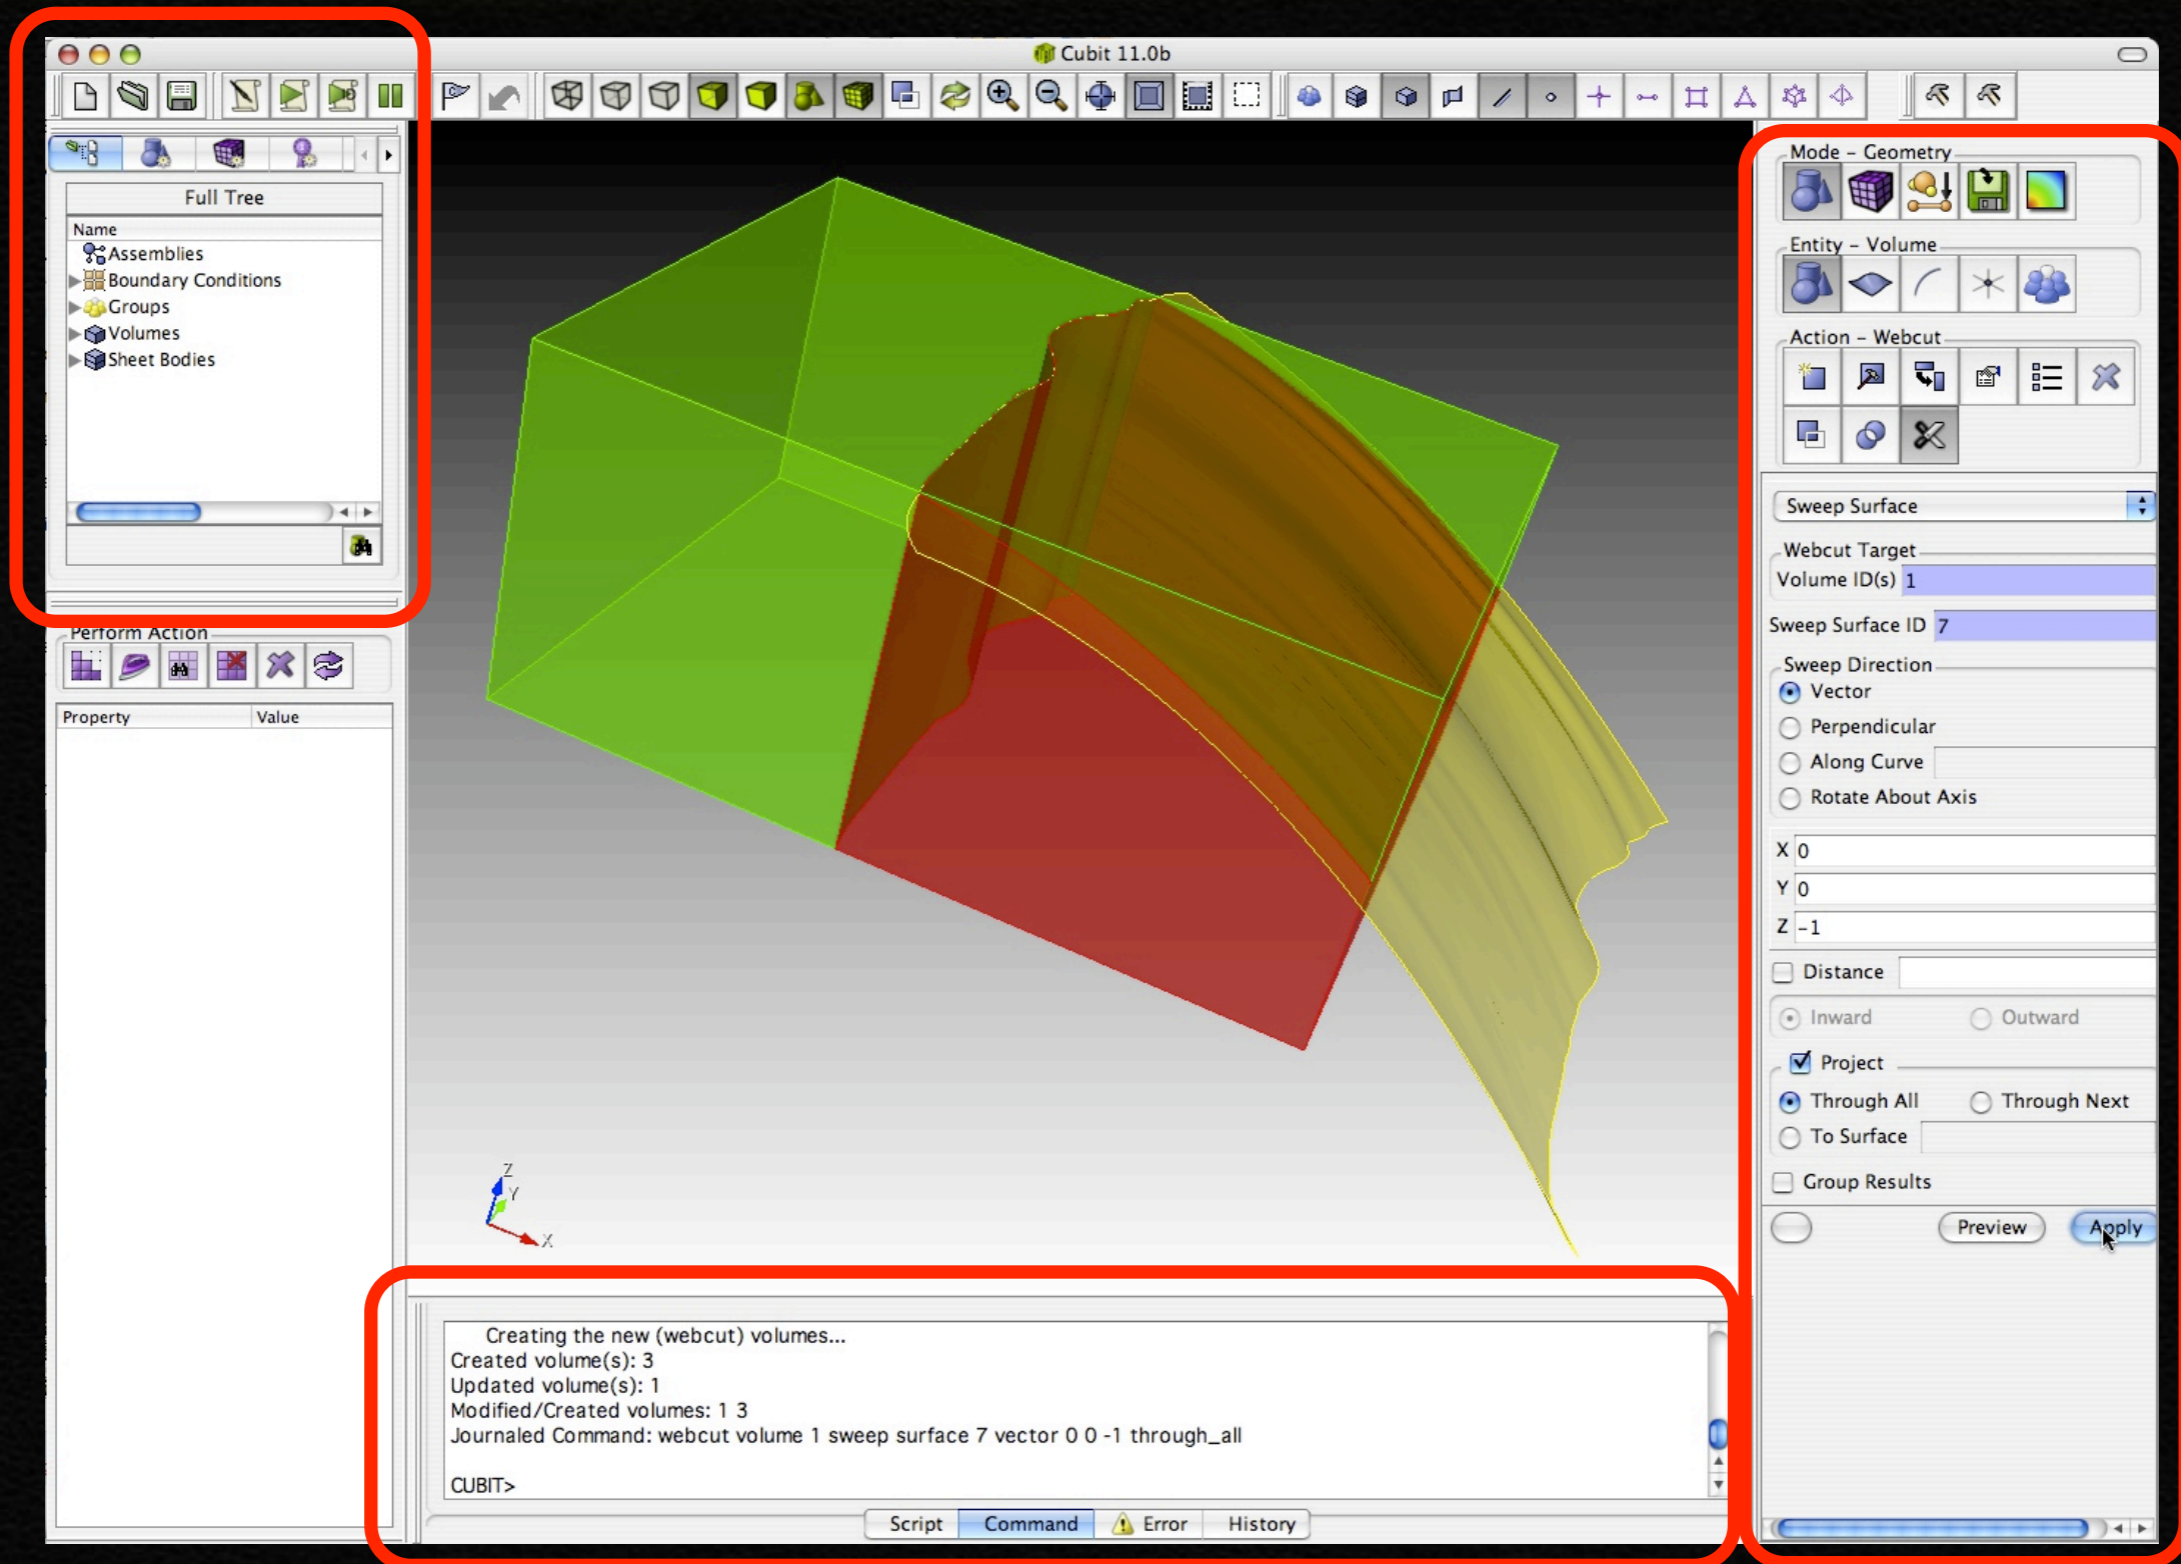 Cubit 11.0b
Full Tree
Name
Assemblies
Boundary Conditions
Groups
Volumes
Sheet Bodies
Perform Action
Property Value
Z
Y
X
Creating the new (webcut) volumes...
Created volume(s): 3
Updated volume(s): 1
Modified/Created volumes: 1 3
Journaled Command: webcut volume 1 sweep surface 7 vector 0 0 -1 through_all
CUBIT>
Script Command Error History
Mode - Geometry
Entity - Volume
Action - Webcut
Sweep Surface
Webcut Target
Volume ID(s) 1
Sweep Surface ID 7
Sweep Direction
Vector
Perpendicular
Along Curve
Rotate About Axis
X 0
Y 0
Z -1
Distance
Inward Outward
Project
Through All Through Next
To Surface
Group Results
Preview Apply